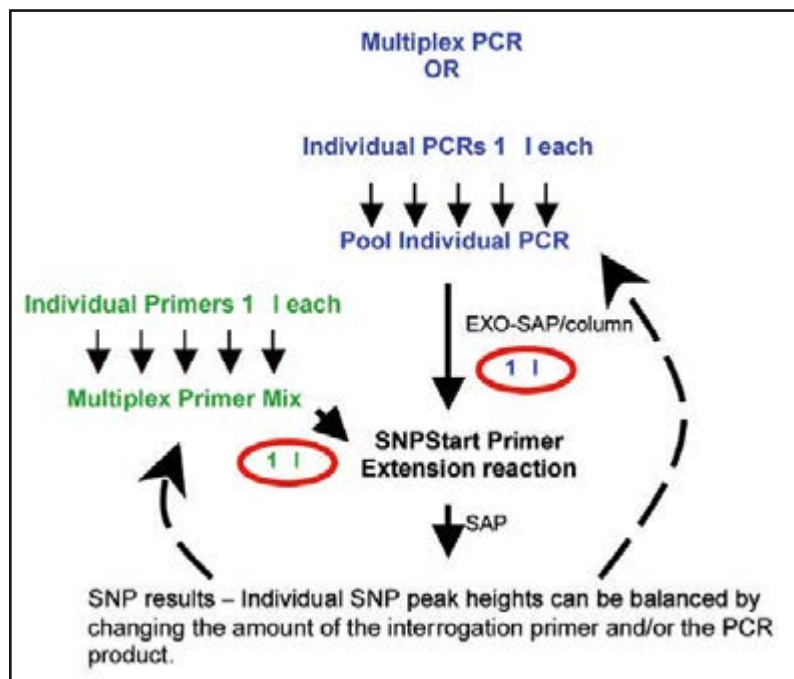 Multiplex PCR
OR
Individual PCRs 1 l each
Pool Individual PCR
Individual Primers 1 l each
EXO-SAP/column
1 l
Multiplex Primer Mix
SNPStart Primer
Extension reaction
1 l
SAP
SNP results – Individual SNP peak heights can be balanced by
changing the amount of the interrogation primer and/or the PCR
product.